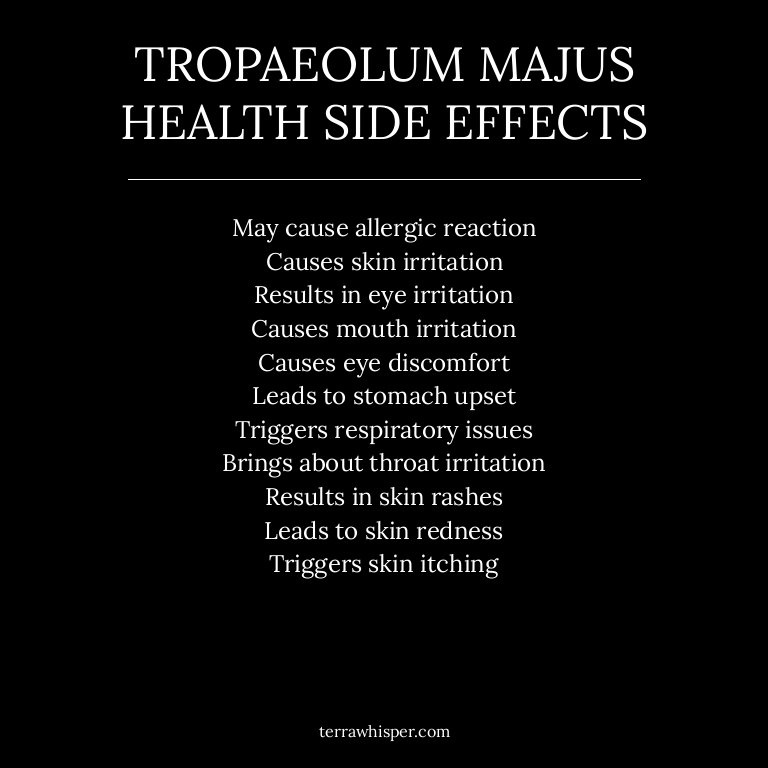 TROPAEOLUM MAJUS
HEALTH SIDE EFFECTS
May cause allergic reaction
Causes skin irritation
Results in eye irritation
Causes mouth irritation
Causes eye discomfort
Leads to stomach upset
Triggers respiratory issues
Brings about throat irritation
Results in skin rashes
Leads to skin redness
Triggers skin itching
terrawhisper.com